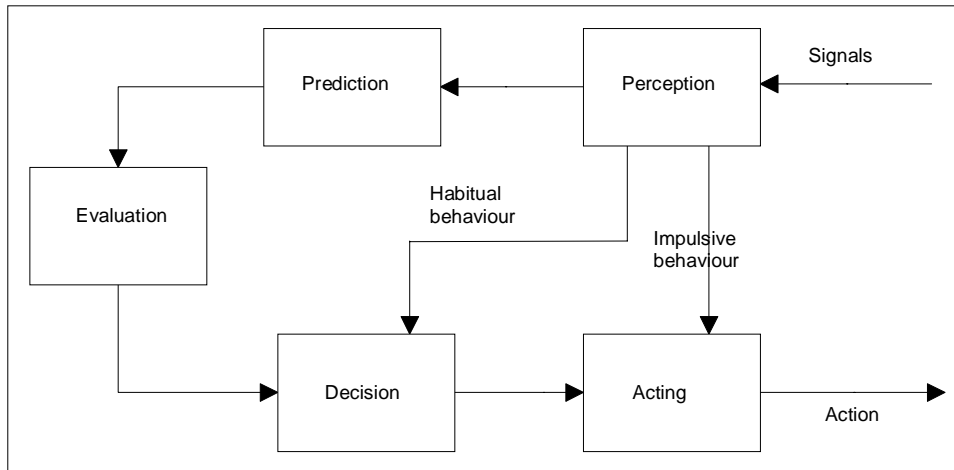 Signals
Prediction
Perception
Evaluation
Habitual
behaviour
Impulsive
behaviour
Decision
Acting
Action